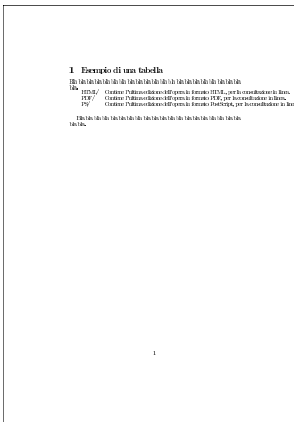 1 Esempio di una tabella
Bla bla bla bla bla bla bla bla bla bla bla bla bla bla bla bla bla bla bla bla
bla.
HTML/ Contiene l'ultima edizione dell'opera in formato HTML, per la consultazione in linea.
PDF/ Contiene l'ultima edizione dell'opera in formato PDF, per la consultazione in linea.
PS/ Contiene l'ultima edizione dell'opera in formato PostScript, per la consultazione in linea
Bla bla bla bla bla bla bla bla bla bla bla bla bla bla bla bla bla bla bla bla
bla bla.
1